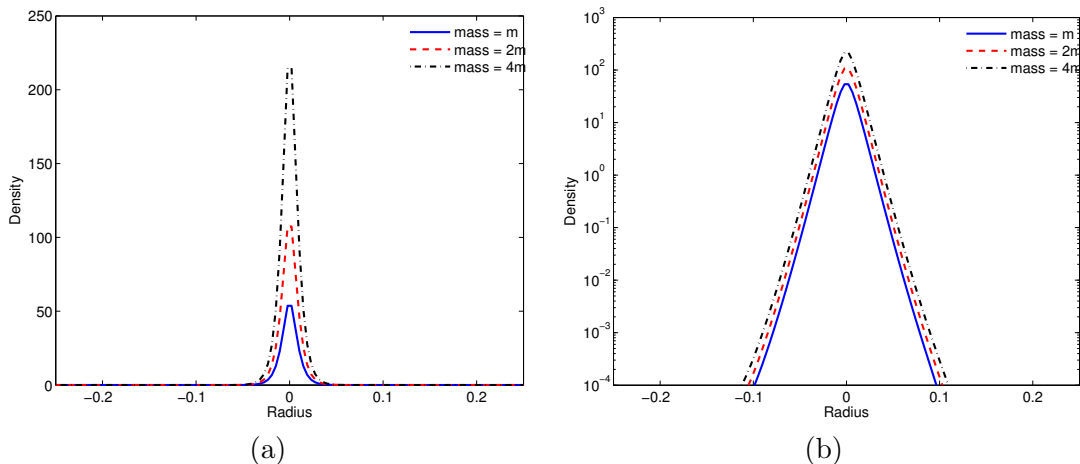 250
200
150
100
50
0
Density
−0.2
−0.1
0
0.1
0.2
Radius
mass = m
mass = 2m
mass = 4m
(a)
10^3
10^2
10^1
10^0
10^−1
10^−2
10^−3
10^−4
Density
−0.2
−0.1
0
0.1
0.2
Radius
mass = m
mass = 2m
mass = 4m
(b)